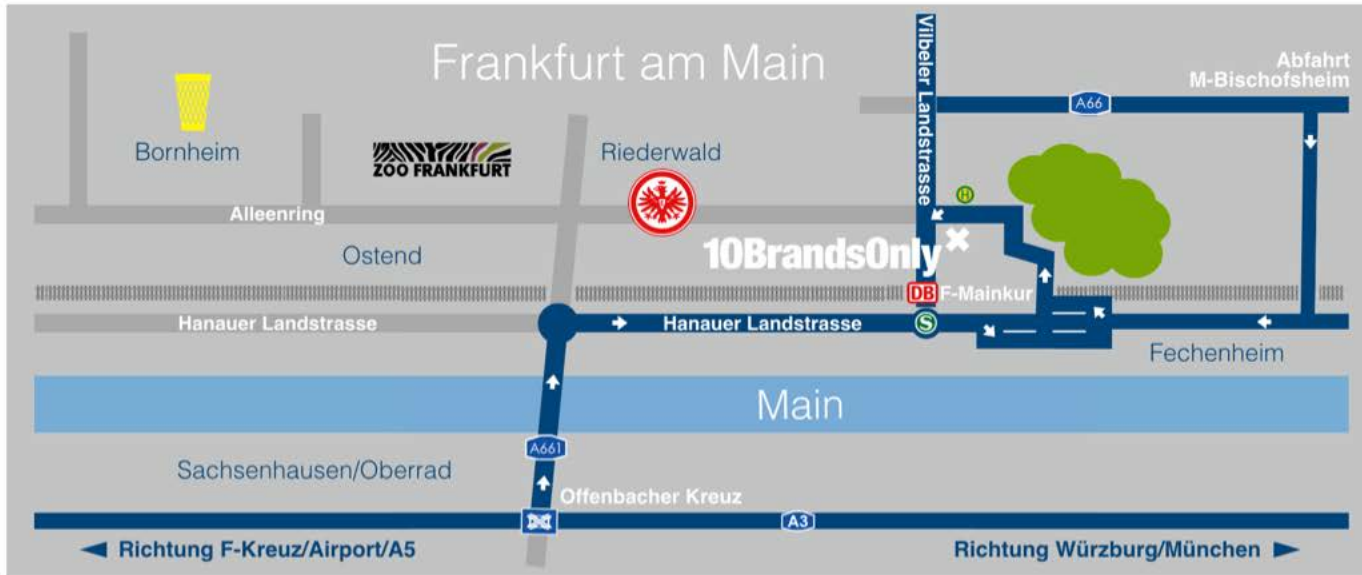 Frankfurt am Main
Vilbeler Landstrasse
Abfahrt
M-Bischofsheim
A66
Bornheim
ZOO FRANKFURT
Riederwald
H
Alleenring
Ostend
10BrandsOnly
DB F-Mainkur
Hanauer Landstrasse
Hanauer Landstrasse
S
Fechenheim
Main
A661
Sachsenhausen/Oberrad
Offenbacher Kreuz
A3
Richtung F-Kreuz/Airport/A5
Richtung Würzburg/München